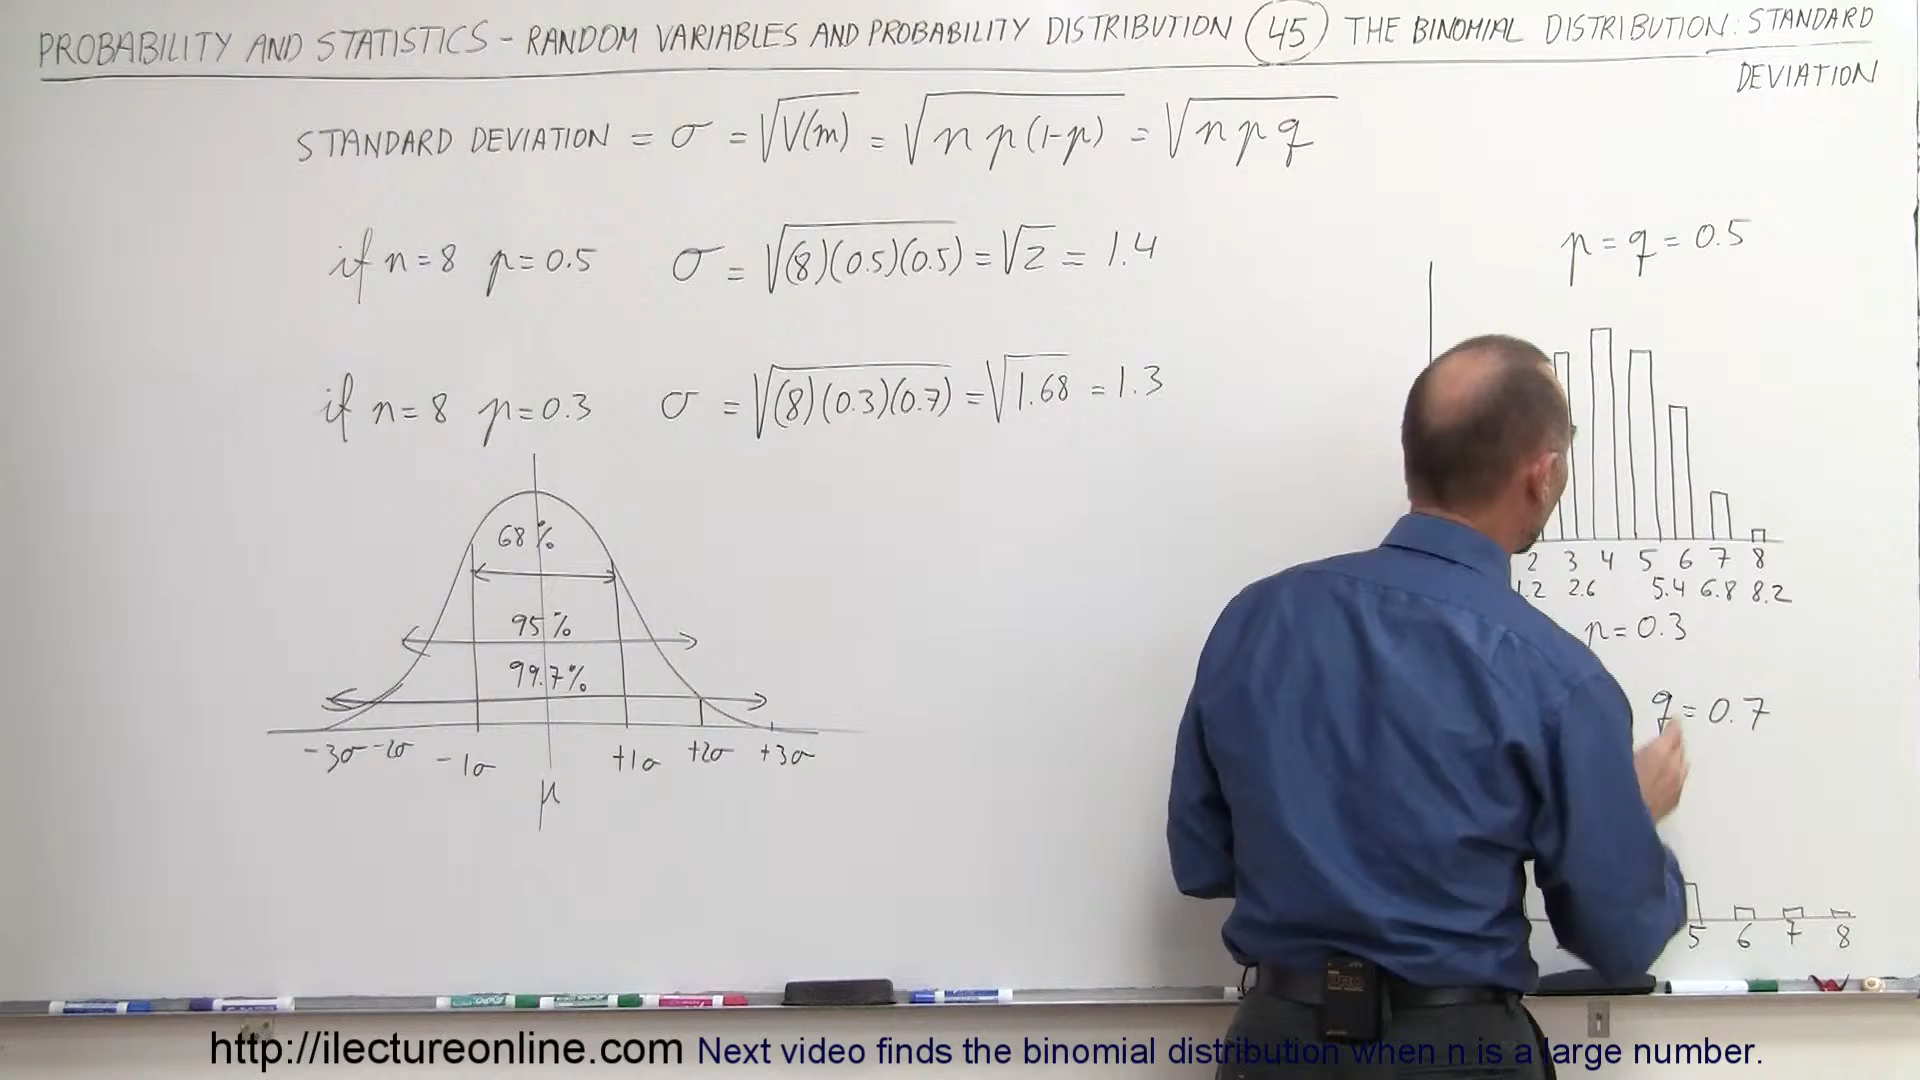 PROBABILITY AND STATISTICS - RANDOM VARIABLES AND PROBABILITY DISTRIBUTION (45) THE BINOMIAL DISTRIBUTION: STANDARD
DEVIATION
STANDARD DEVIATION = σ = √V(m) = √n p(1-p) = √n p q
if n=8 p=0.5 σ = √(8)(0.5)(0.5) = √2 = 1.4
p = q = 0.5
if n=8 p=0.3 σ = √(8)(0.3)(0.7) = √1.68 = 1.3
68%
95%
99.7%
-3σ -2σ -1σ +1σ +2σ +3σ
μ
2 3 4 5 6 7 8
2.6 5.4 6.8 8.2
p = 0.3
q = 0.7
5 6 7 8
http://ilectureonline.com Next video finds the binomial distribution when n is a large number.